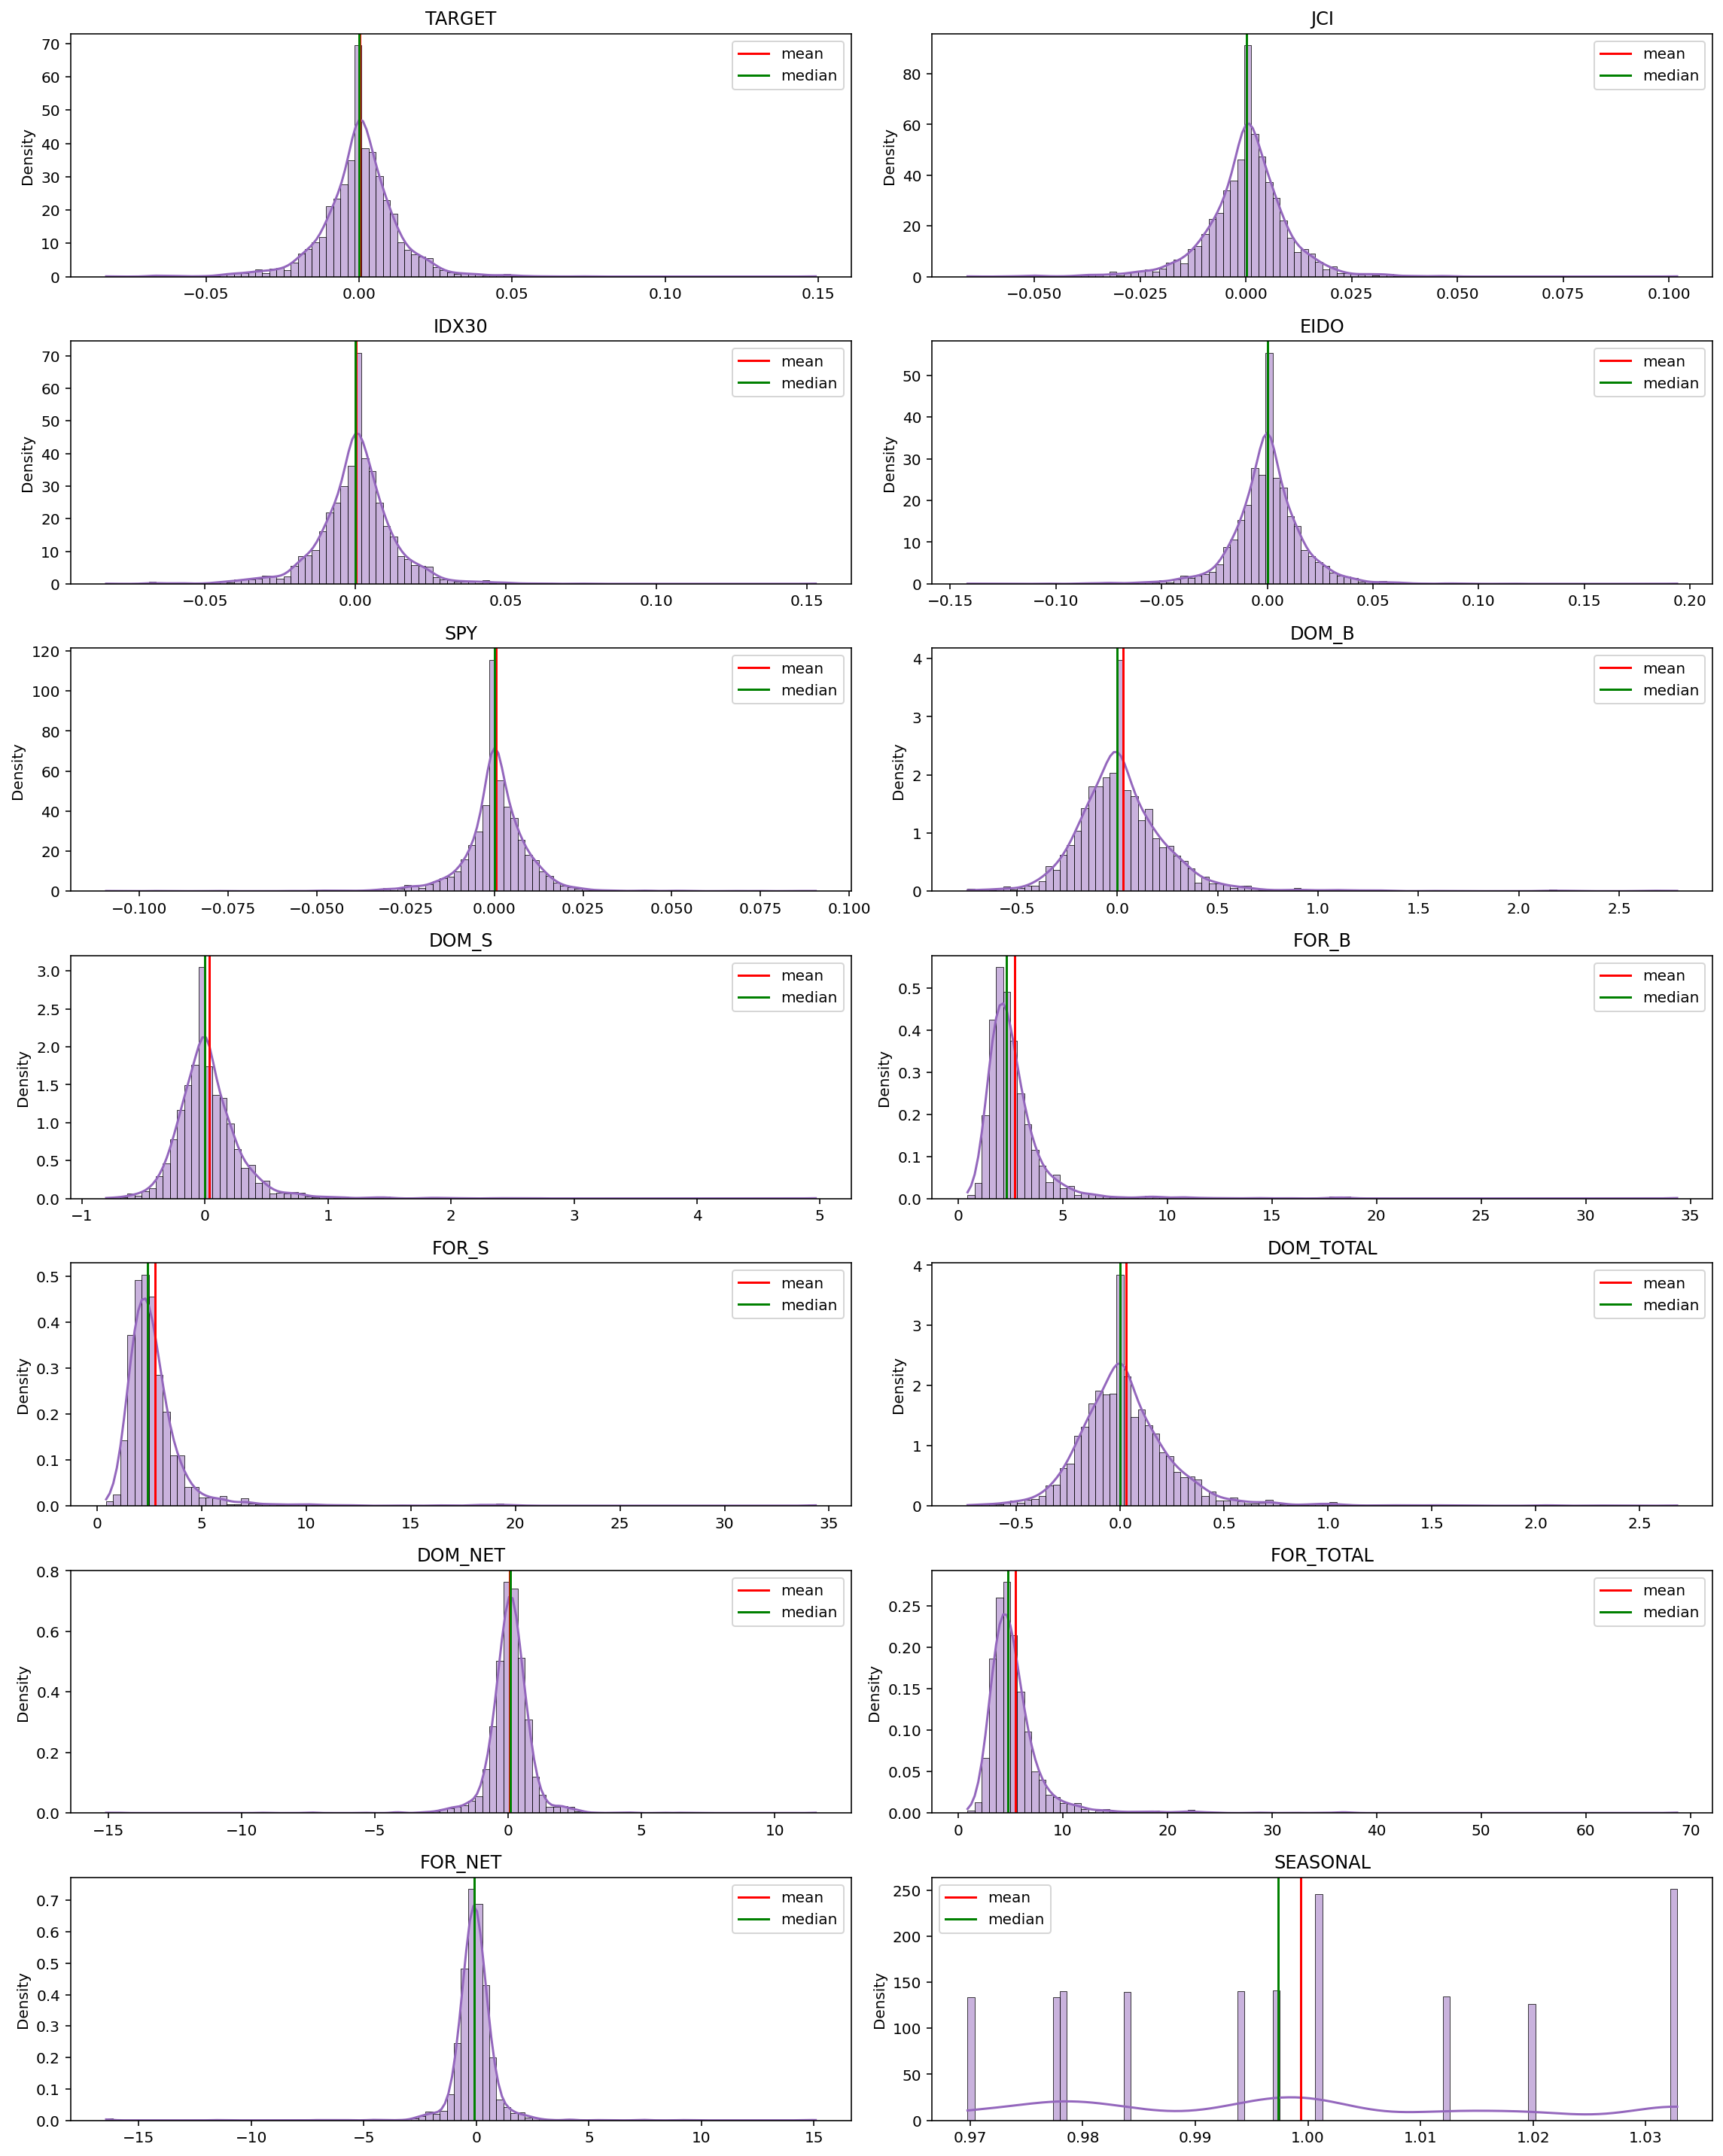 TARGET
Density
70
60
50
40
30
20
10
0
−0.05 0.00 0.05 0.10 0.15
mean
median
JCI
Density
80
60
40
20
0
−0.050 −0.025 0.000 0.025 0.050 0.075 0.100
mean
median
IDX30
Density
70
60
50
40
30
20
10
0
−0.05 0.00 0.05 0.10 0.15
mean
median
EIDO
Density
50
40
30
20
10
0
−0.15 −0.10 −0.05 0.00 0.05 0.10 0.15 0.20
mean
median
SPY
Density
120
100
80
60
40
20
0
−0.100 −0.075 −0.050 −0.025 0.000 0.025 0.050 0.075 0.100
mean
median
DOM_B
Density
4
3
2
1
0
−0.5 0.0 0.5 1.0 1.5 2.0 2.5
mean
median
DOM_S
Density
3.0
2.5
2.0
1.5
1.0
0.5
0.0
−1 0 1 2 3 4 5
mean
median
FOR_B
Density
0.5
0.4
0.3
0.2
0.1
0.0
0 5 10 15 20 25 30 35
mean
median
FOR_S
Density
0.5
0.4
0.3
0.2
0.1
0.0
0 5 10 15 20 25 30 35
mean
median
DOM_TOTAL
Density
4
3
2
1
0
−0.5 0.0 0.5 1.0 1.5 2.0 2.5
mean
median
DOM_NET
Density
0.8
0.6
0.4
0.2
0.0
−15 −10 −5 0 5 10
mean
median
FOR_TOTAL
Density
0.25
0.20
0.15
0.10
0.05
0.00
0 10 20 30 40 50 60 70
mean
median
FOR_NET
Density
0.7
0.6
0.5
0.4
0.3
0.2
0.1
0.0
−15 −10 −5 0 5 10 15
mean
median
SEASONAL
Density
250
200
150
100
50
0
0.97 0.98 0.99 1.00 1.01 1.02 1.03
mean
median